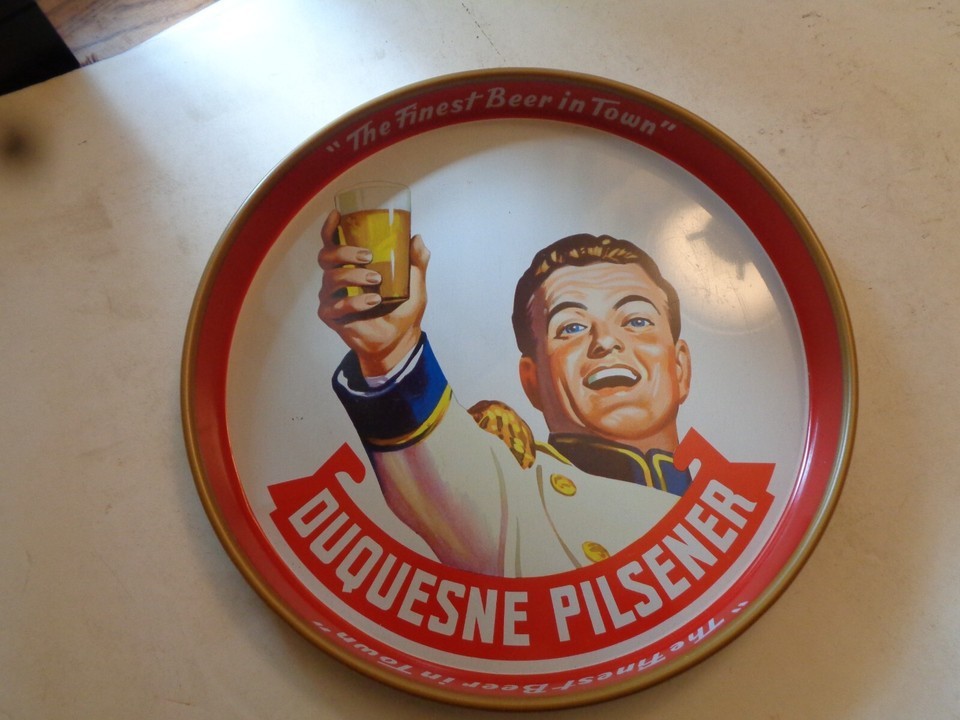 "The Finest Beer in Town"
DUQUESNE PILSENER
"The Finest Beer in Town"